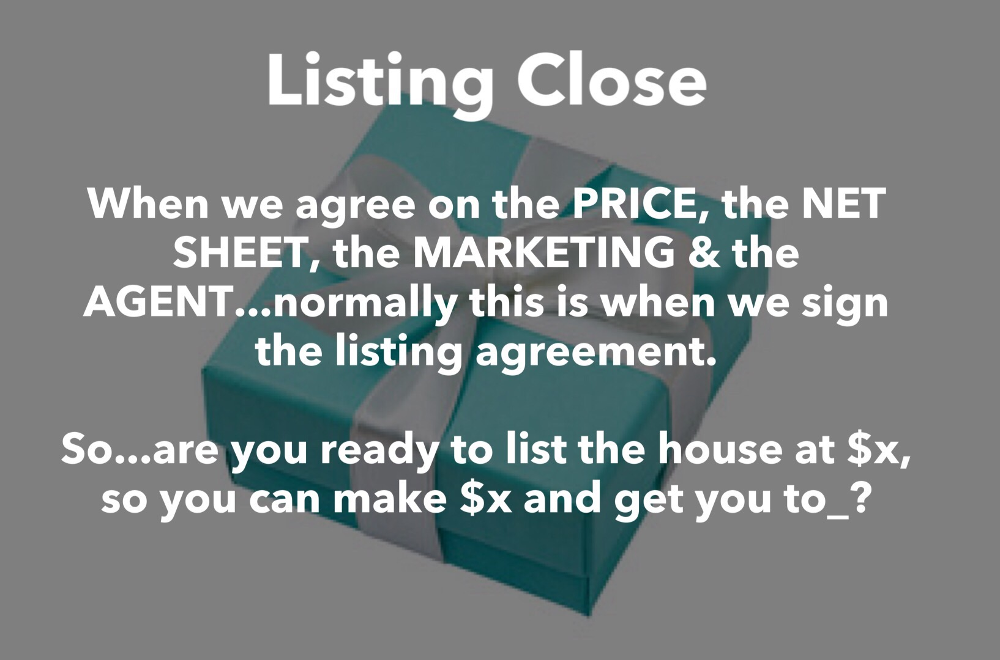 Listing Close
When we agree on the PRICE, the NET
SHEET, the MARKETING & the
AGENT...normally this is when we sign
the listing agreement.
So...are you ready to list the house at $x,
so you can make $x and get you to_?